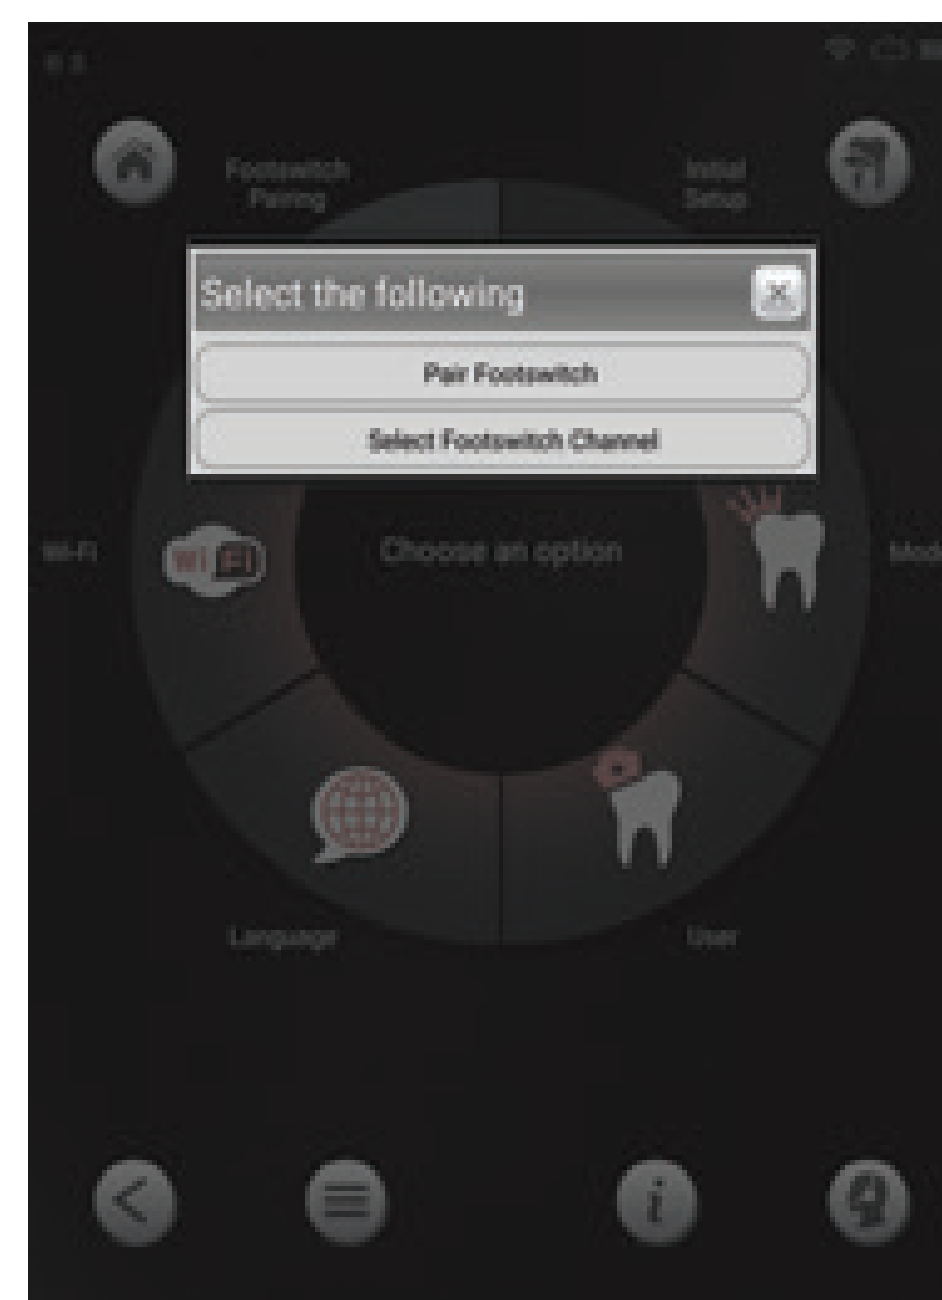 Footswitch
Pairing
Initial
Setup
Select the following
Pair Footswitch
Select Footswitch Channel
Wi-Fi
WiFi
Choose an option
Language
User
i